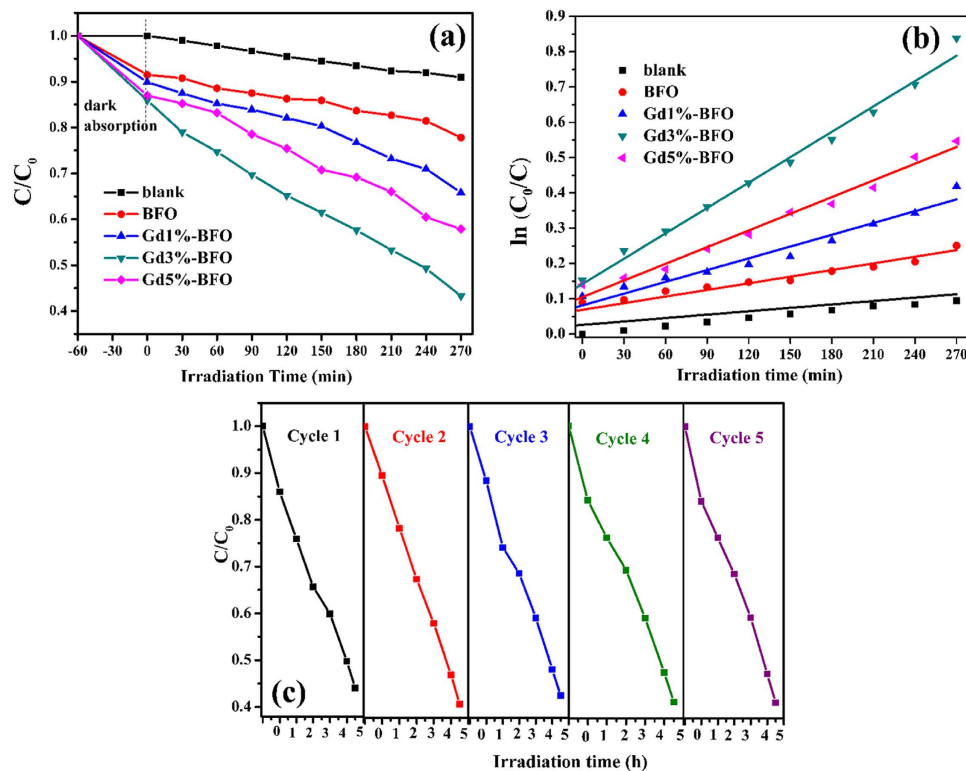 (a)
1.0
0.9
0.8
0.7
0.6
0.5
0.4
C/C₀
dark
absorption
blank
BFO
Gd1%-BFO
Gd3%-BFO
Gd5%-BFO
-60 -30 0 30 60 90 120 150 180 210 240 270
Irradiation Time (min)
(b)
0.9
0.8
0.7
0.6
0.5
0.4
0.3
0.2
0.1
0.0
ln (C₀/C)
blank
BFO
Gd1%-BFO
Gd3%-BFO
Gd5%-BFO
0 30 60 90 120 150 180 210 240 270
Irradiation time (min)
1.0
0.9
0.8
0.7
0.6
0.5
0.4
C/C₀
Cycle 1 Cycle 2 Cycle 3 Cycle 4 Cycle 5
(c)
0 1 2 3 4 5 0 1 2 3 4 5 0 1 2 3 4 5 0 1 2 3 4 5 0 1 2 3 4 5
Irradiation time (h)